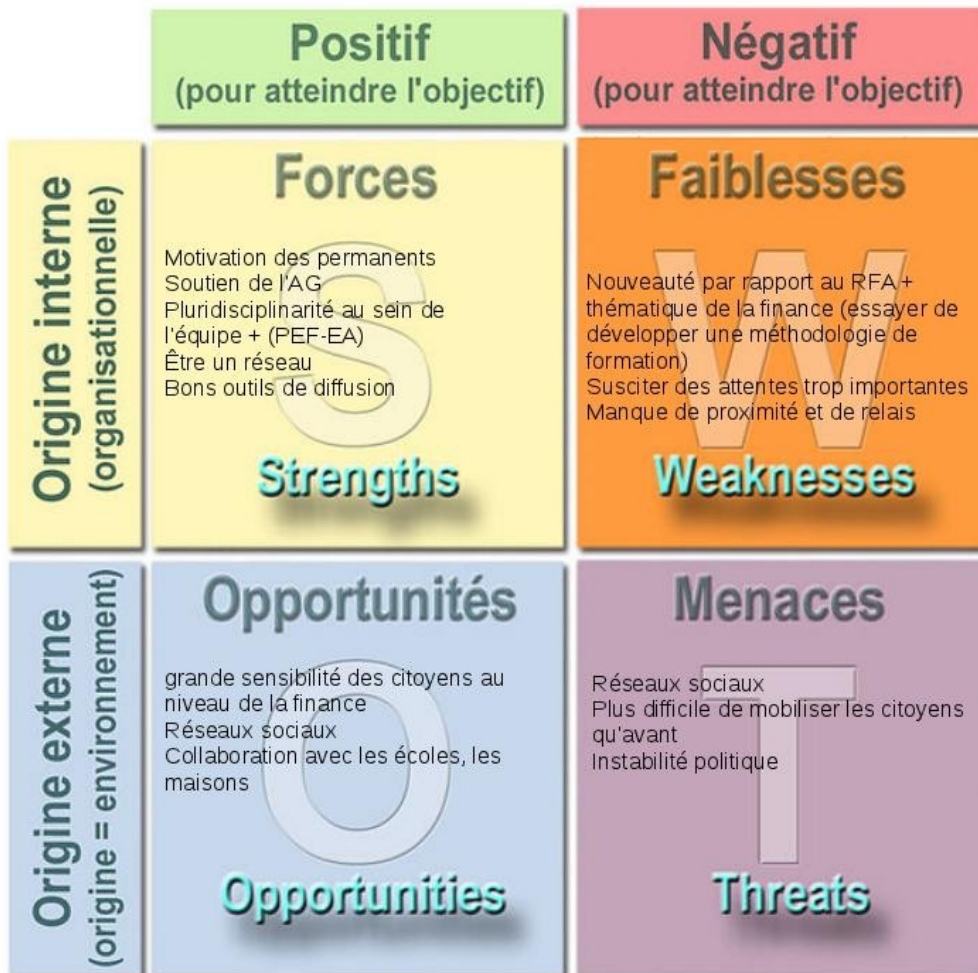 Positif
(pour atteindre l'objectif)
Négatif
(pour atteindre l'objectif)
Origine interne
(organisationnelle)
Forces
Motivation des permanents
Soutien de l'AG
Pluridisciplinarité au sein de
l'équipe + (PEF-EA)
Être un réseau
Bons outils de diffusion
S
Strengths
Faiblesses
Nouveauté par rapport au RFA +
thématique de la finance (essayer de
développer une méthodologie de
formation)
Susciter des attentes trop importantes
Manque de proximité et de relais
W
Weaknesses
Origine externe
(origine = environnement)
Opportunités
grande sensibilité des citoyens au
niveau de la finance
Réseaux sociaux
Collaboration avec les écoles, les
maisons
O
Opportunities
Menaces
Réseaux sociaux
Plus difficile de mobiliser les citoyens
qu'avant
Instabilité politique
T
Threats